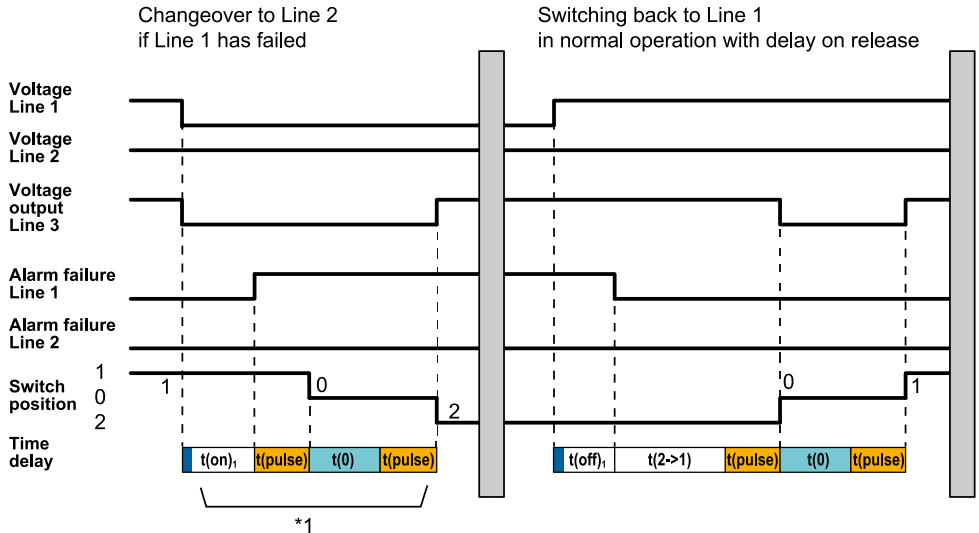 Changeover to Line 2
if Line 1 has failed
Switching back to Line 1
in normal operation with delay on release
Voltage
Line 1
Voltage
Line 2
Voltage
output
Line 3
Alarm failure
Line 1
Alarm failure
Line 2
Switch
position
1
0
2
1
0
2
0
1
Time
delay
t(on)₁
t(pulse)
t(0)
t(pulse)
t(off)₁
t(2->1)
t(pulse)
t(0)
t(pulse)
*1